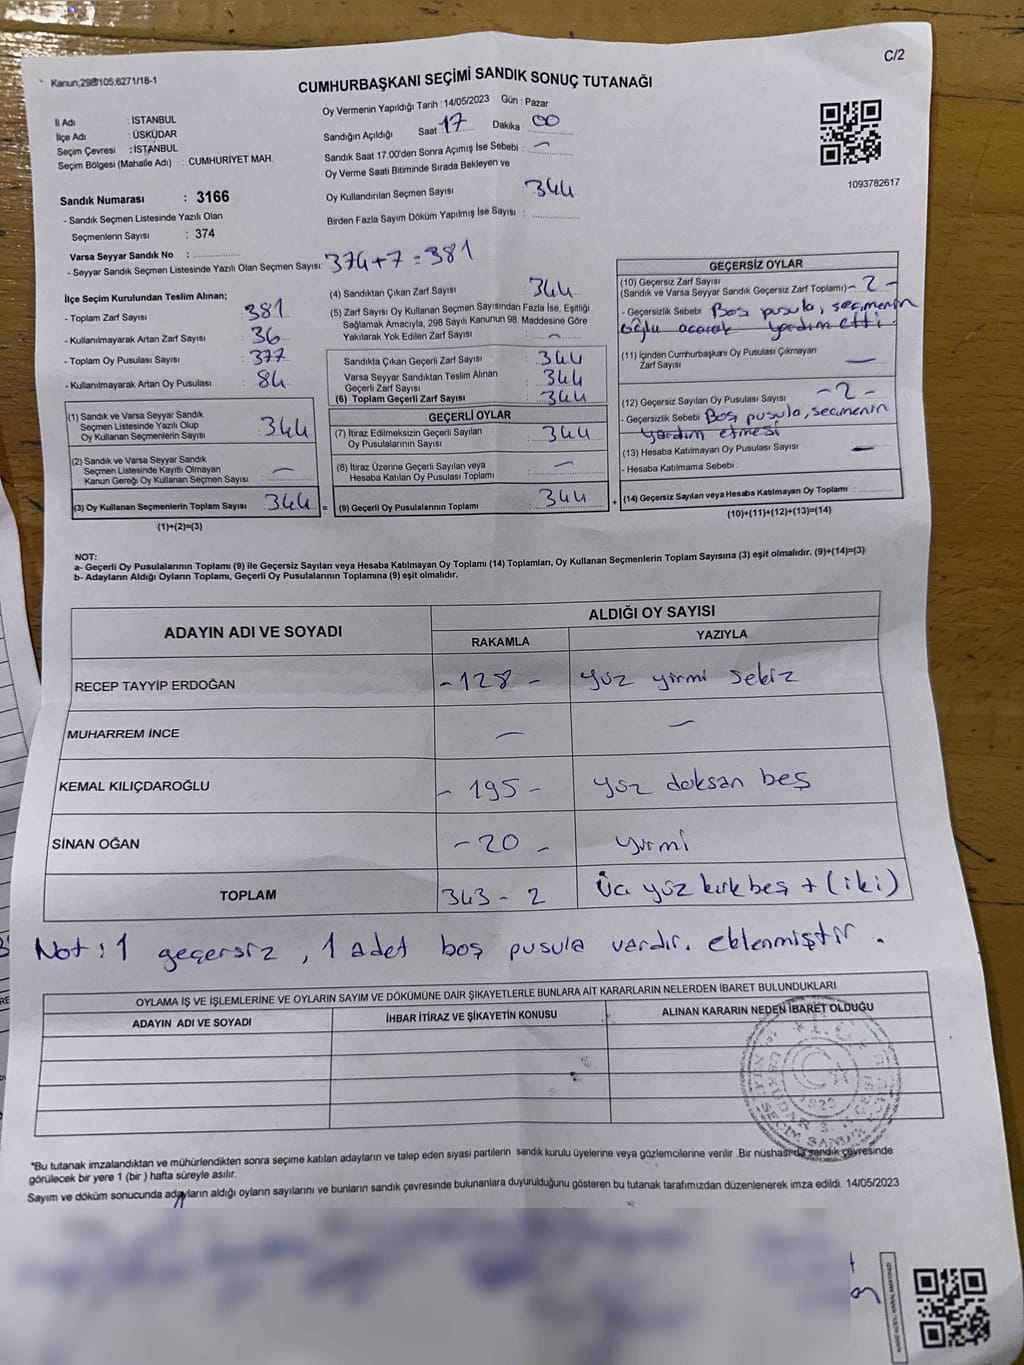 C/2
Kanun;298/105;6271/18-1
CUMHURBAŞKANI SEÇİMİ SANDIK SONUÇ TUTANAĞI
İl Adı : İSTANBUL
İlçe Adı : ÜSKÜDAR
Seçim Çevresi : İSTANBUL
Seçim Bölgesi (Mahalle Adı) : CUMHURİYET MAH.
Sandık Numarası : 3166
- Sandık Seçmen Listesinde Yazılı Olan
Seçmenlerin Sayısı : 374
Varsa Seyyar Sandık No :
- Seyyar Sandık Seçmen Listesinde Yazılı Olan Seçmen Sayısı: 374+7=381
Oy Vermenin Yapıldığı Tarih : 14/05/2023 Gün : Pazar
Sandığın Açıldığı Saat 17 Dakika : 00
Sandık Saat 17:00'den Sonra Açımış İse Sebebi : –
Oy Verme Saati Bitiminde Sırada Bekleyen ve
Oy Kullandırılan Seçmen Sayısı : 344
Birden Fazla Sayım Döküm Yapılmış İse Sayısı :
1093782617
İlçe Seçim Kurulundan Teslim Alınan;
- Toplam Zarf Sayısı : 381
- Kullanılmayarak Artan Zarf Sayısı : 36
- Toplam Oy Pusulası Sayısı : 377
- Kullanılmayarak Artan Oy Pusulası : 84
(1) Sandık ve Varsa Seyyar Sandık
Seçmen Listesinde Yazılı Olup
Oy Kullanan Seçmenlerin Sayısı : 344
(2) Sandık ve Varsa Seyyar Sandık
Seçmen Listesinde Kayıtlı Olmayan
Kanun Gereği Oy Kullanan Seçmen Sayısı : –
(3) Oy Kullanan Seçmenlerin Toplam Sayısı : 344 =
(1)+(2)=(3)
(4) Sandıktan Çıkan Zarf Sayısı : 344
(5) Zarf Sayısı Oy Kullanan Seçmen Sayısından Fazla İse, Eşitliği
Sağlamak Amacıyla, 298 Sayılı Kanunun 98. Maddesine Göre
Yakılarak Yok Edilen Zarf Sayısı : –
Sandıkta Çıkan Geçerli Zarf Sayısı : 344
Varsa Seyyar Sandıktan Teslim Alınan
Geçerli Zarf Sayısı : 344
(6) Toplam Geçerli Zarf Sayısı : 344
GEÇERLİ OYLAR
(7) İtiraz Edilmeksizin Geçerli Sayılan
Oy Pusulalarının Sayısı : 344
(8) İtiraz Üzerine Geçerli Sayılan veya
Hesaba Katılan Oy Pusulası Toplamı : –
(9) Geçerli Oy Pusulalarının Toplamı : 344 +
GEÇERSİZ OYLAR
(10) Geçersiz Zarf Sayısı
(Sandık ve Varsa Seyyar Sandık Geçersiz Zarf Toplamı) - 2 -
- Geçersizlik Sebebi : Boş pusula, seçmenin
oğlu acarak yardım etti.
(11) İçinden Cumhurbaşkanı Oy Pusulası Çıkmayan
Zarf Sayısı : —
(12) Geçersiz Sayılan Oy Pusulası Sayısı - 2 -
- Geçersizlik Sebebi : Boş pusula, seçmenin
yardım etmesi
(13) Hesaba Katılmayan Oy Pusulası Sayısı : —
- Hesaba Katılmama Sebebi :
(14) Geçersiz Sayılan veya Hesaba Katılmayan Oy Toplamı :
(10)+(11)+(12)+(13)=(14)
NOT:
a- Geçerli Oy Pusulalarının Toplamı (9) ile Geçersiz Sayılan veya Hesaba Katılmayan Oy Toplamı (14) Toplamları, Oy Kullanan Seçmenlerin Toplam Sayısına (3) eşit olmalıdır. (9)+(14)=(3)
b- Adayların Aldığı Oyların Toplamı, Geçerli Oy Pusulalarının Toplamına (9) eşit olmalıdır.
ADAYIN ADI VE SOYADI
ALDIĞI OY SAYISI
RAKAMLA YAZIYLA
RECEP TAYYİP ERDOĞAN - 128 - yüz yirmi sekiz
MUHARREM İNCE – –
KEMAL KILIÇDAROĞLU - 195 - yüz doksan beş
SİNAN OĞAN - 20 - yirmi
TOPLAM 343 - 2 Üç yüz kırk beş + (iki)
Not : 1 geçersiz, 1 adet boş pusula vardır. eklenmiştir.
OYLAMA İŞ VE İŞLEMLERİNE VE OYLARIN SAYIM VE DÖKÜMÜNE DAİR ŞİKAYETLERLE BUNLARA AİT KARARLARIN NELERDEN İBARET BULUNDUKLARI
ADAYIN ADI VE SOYADI İHBAR İTİRAZ VE ŞİKAYETİN KONUSU ALINAN KARARIN NEDEN İBARET OLDUĞU
T.C.
1923
*Bu tutanak imzalandıktan ve mühürlendikten sonra seçime katılan adayların ve talep eden siyasi partilerin sandık kurulu üyelerine veya gözlemcilerine verilir .Bir nüshası da sandık çevresinde
görülecek bir yere 1 (bir ) hafta süreyle asılır.
Sayım ve döküm sonucunda adayların aldığı oyların sayılarını ve bunların sandık çevresinde bulunanlara duyurulduğunu gösteren bu tutanak tarafımızdan düzenlenerek imza edildi. 14/05/2023